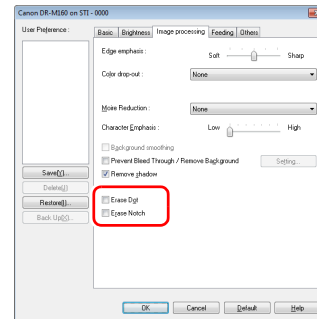 Canon DR-M160 on STI - 0000
User Preference :
Basic Brightness Image processing Feeding Others
Edge emphasis :
Soft Sharp
Color drop-out :
None
Moire Reduction :
None
Character Emphasis :
Low High
Background smoothing
Prevent Bleed Through / Remove Background
Setting...
Remove shadow
Save[Y]...
Delete[J]
Restore[I]...
Back Up[X]...
Erase Dot
Erase Notch
OK Cancel Default Help